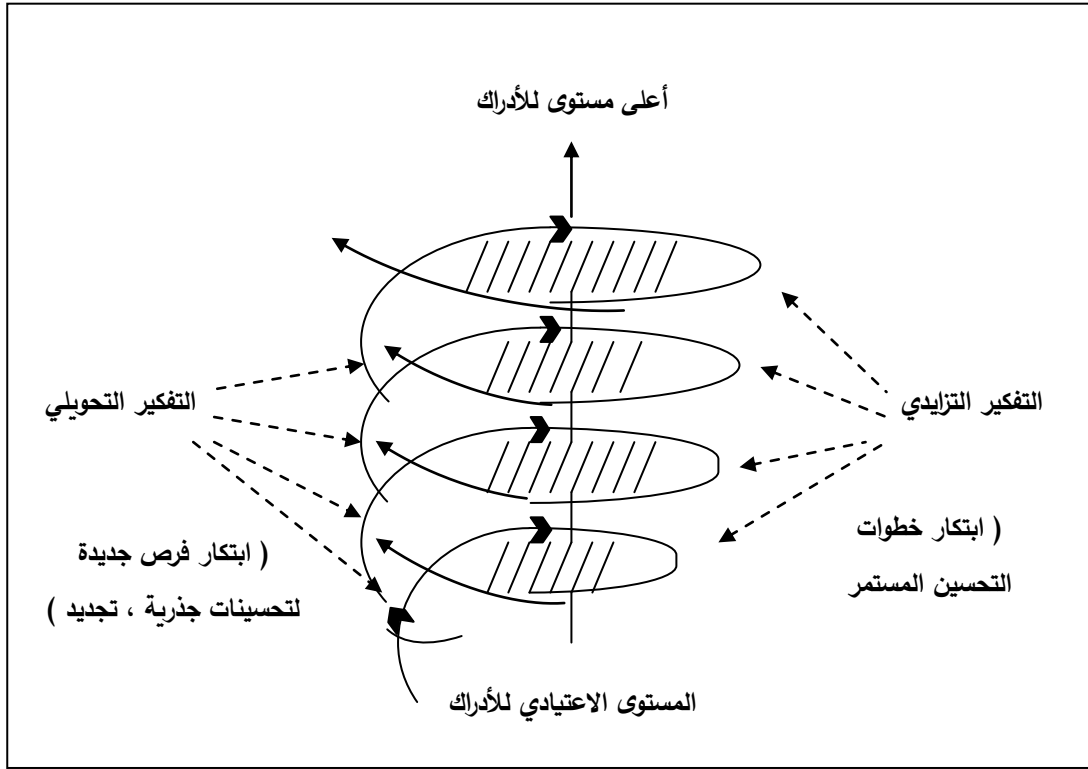 أعلى مستوى للأدراك
التفكير التزايدي
التفكير التحويلي
( ابتكار خطوات
التحسين المستمر
( ابتكار فرص جديدة
لتحسينات جذرية ، تجديد )
المستوى الاعتيادي للأدراك